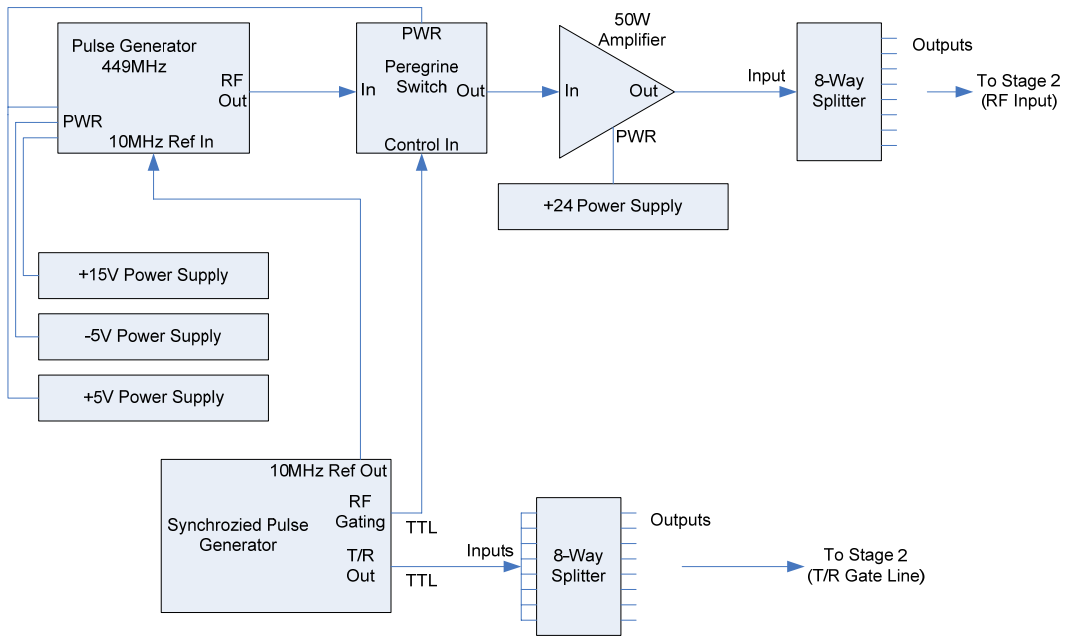 50W
Amplifier
Pulse Generator
449MHz
RF
Out
PWR
10MHz Ref In
PWR
Peregrine
Switch
In
Out
Control In
In
Out
PWR
+24 Power Supply
Input
8-Way
Splitter
Outputs
To Stage 2
(RF Input)
+15V Power Supply
-5V Power Supply
+5V Power Supply
10MHz Ref Out
Synchrozied Pulse
Generator
RF
Gating
T/R
Out
TTL
TTL
Inputs
8-Way
Splitter
Outputs
To Stage 2
(T/R Gate Line)